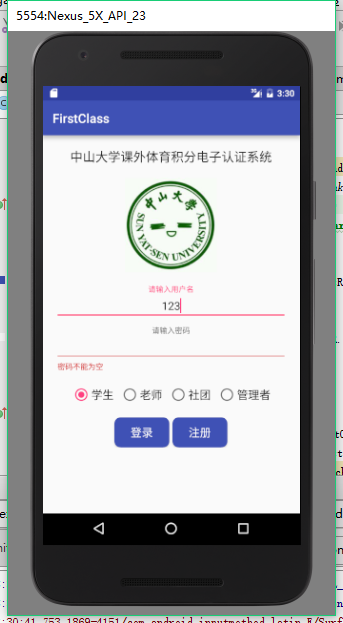 5554:Nexus_5X_API_23
3:30
FirstClass
中山大学课外体育积分电子认证系统
中山大学
SUN YAT-SEN UNIVERSITY
请输入用户名
123
请输入密码
密码不能为空
学生 老师 社团 管理者
登录 注册